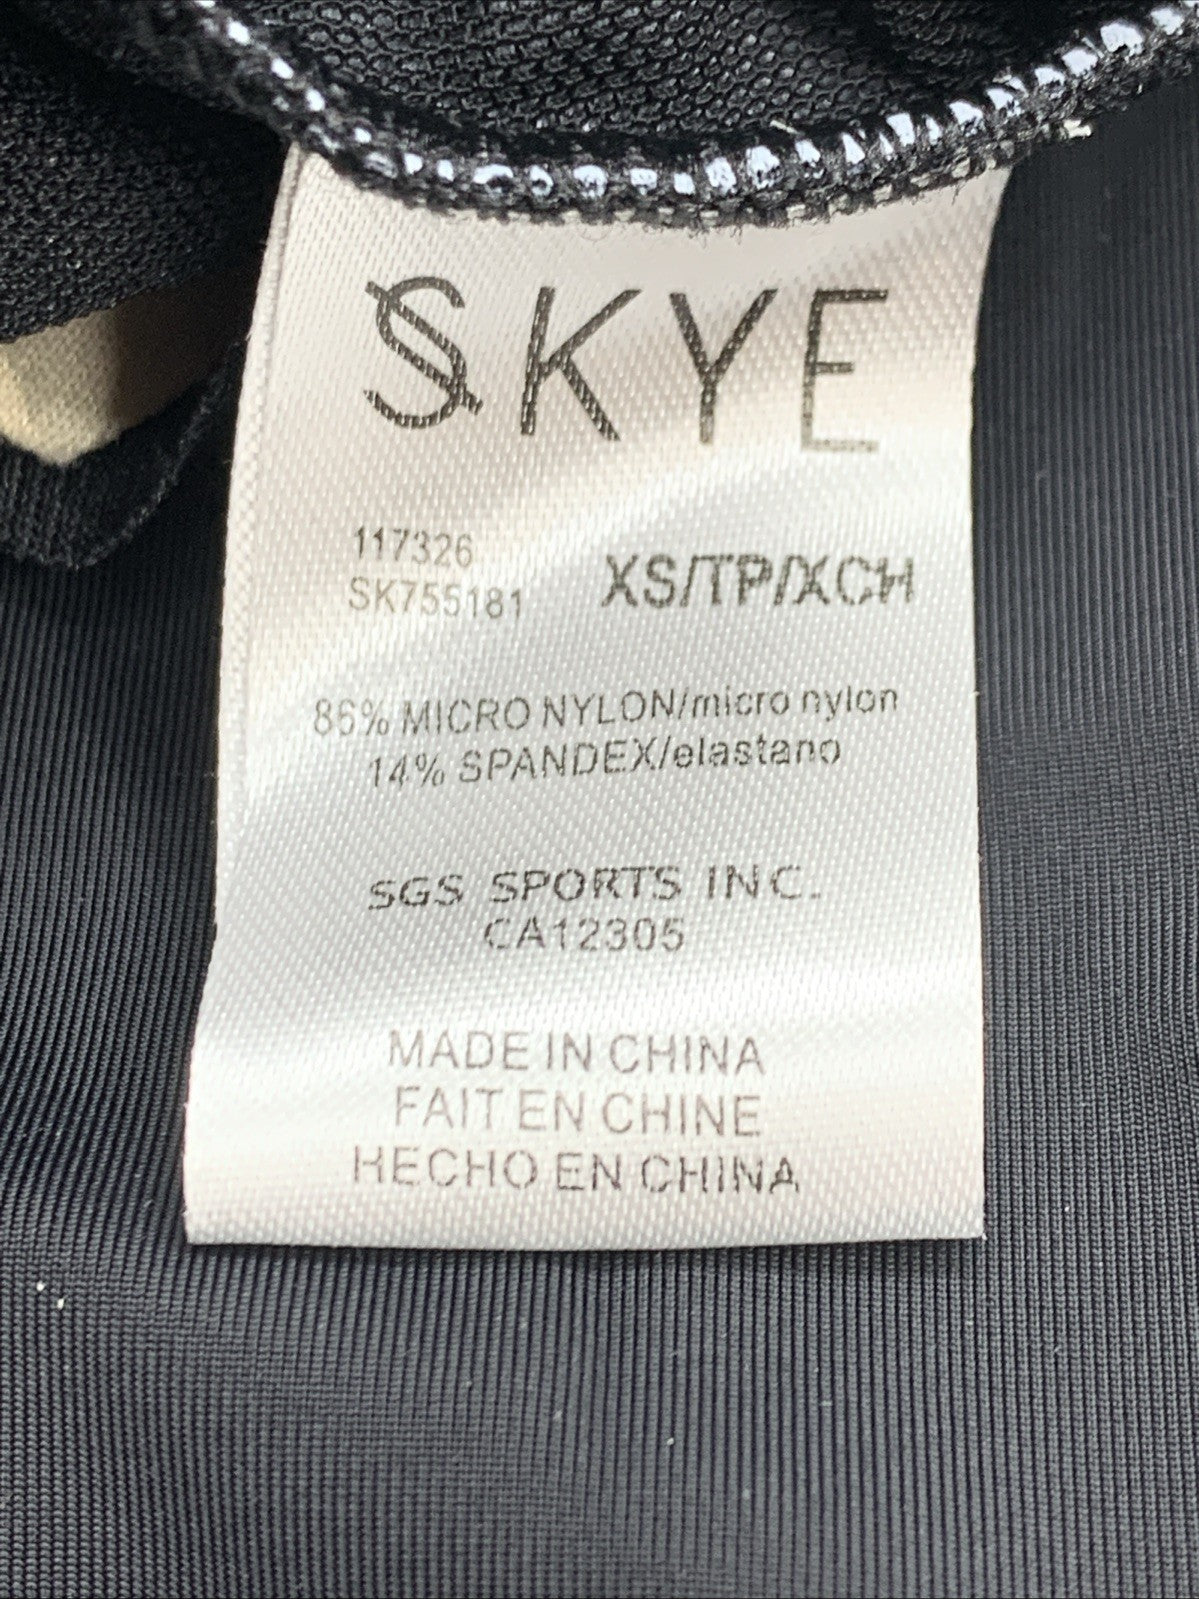 SKYE
117326
SK755181
XS/TP/XCH
86% MICRO NYLON/micro nylon
14% SPANDEX/elastano
SGS SPORTS INC.
CA12305
MADE IN CHINA
FAIT EN CHINE
HECHO EN CHINA